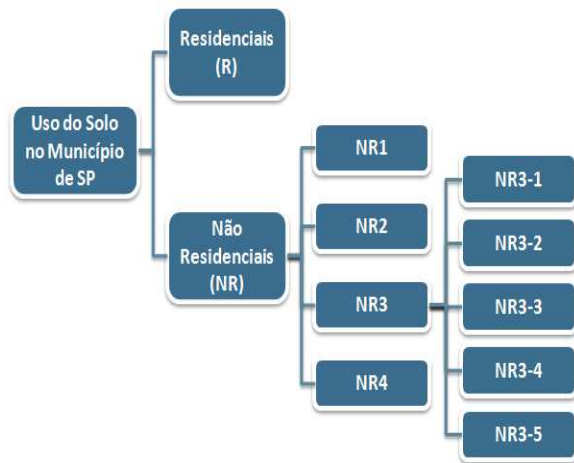 Uso do Solo
no Município
de SP
Residenciais
(R)
Não
Residenciais
(NR)
NR1
NR2
NR3
NR4
NR3-1
NR3-2
NR3-3
NR3-4
NR3-5